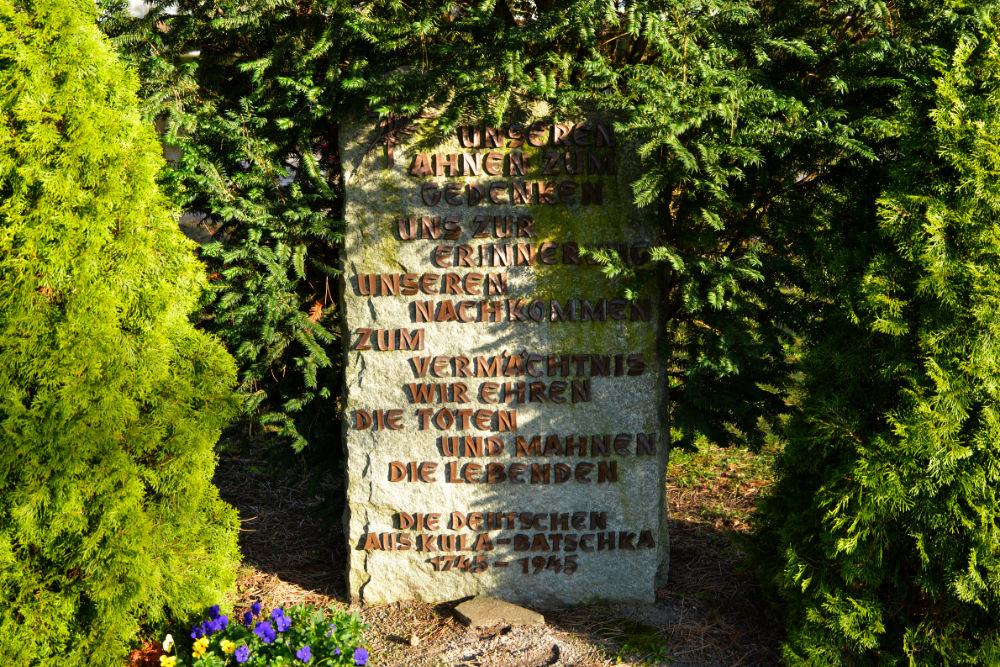 UNSEREN
AHNEN ZUM
GEDENKEN
UNS ZUR
ERINNERUNG
UNSEREN
NACHKOMMEN
ZUM
VERMÄCHTNIS
WIR EHREN
DIE TOTEN
UND MAHNEN
DIE LEBENDEN
DIE DEUTSCHEN
AUS KULA-BATSCHKA
1745-1945